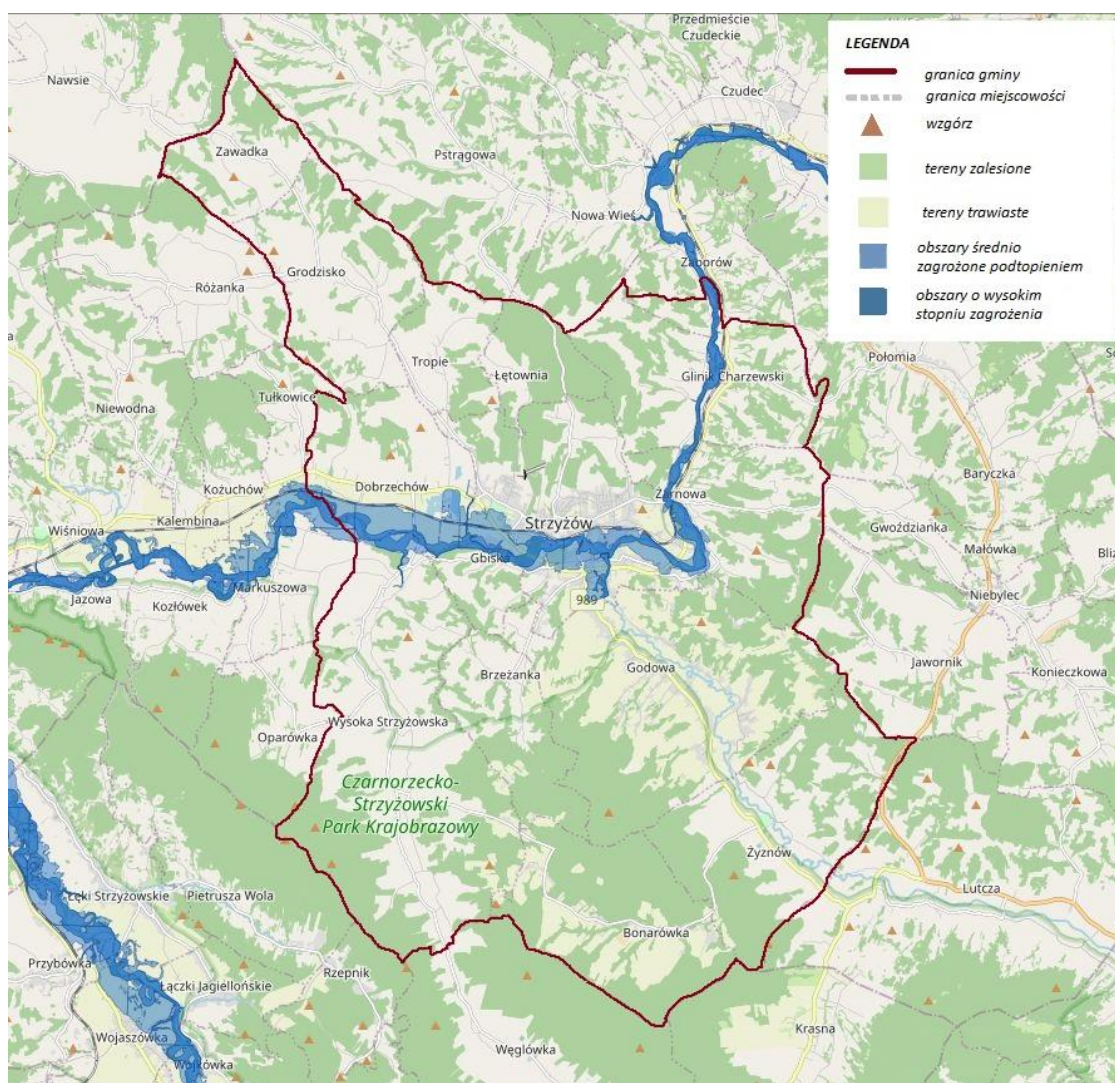 Przedmieście
Czudeckie
Nawsie
Czudec
Zawadka
Pstrągowa
Nowa Wieś
Zaborów
Grodzisko
Różanka
Połomia
Tropie
Łętownia
Glinik Charzewski
Tułkowice
Niewodna
Baryczka
Kożuchów
Dobrzechów
Żarnowa
Wiśniowa
Kalembina
Strzyżów
Gwoździanka
Małówka
Gbiska
Markuszowa
Jazowa
Kozłówek
989
Niebylec
Godowa
Jawornik
Konieczkowa
Brzeżanka
Wysoka Strzyżowska
Oparówka
Czarnorzecko-
Strzyżowski
Park Krajobrazowy
Żyznów
Lutcza
Łęki Strzyżowskie
Pietrusza Wola
Bonarówka
Przybówka
Rzepnik
Łączki Jagiellońskie
Krasna
Wojaszówka
Węglówka
Wojkówka
LEGENDA
granica gminy
granica miejscowości
wzgórz
tereny zalesione
tereny trawiaste
obszary średnio
zagrożone podtopieniem
obszary o wysokim
stopniu zagrożenia